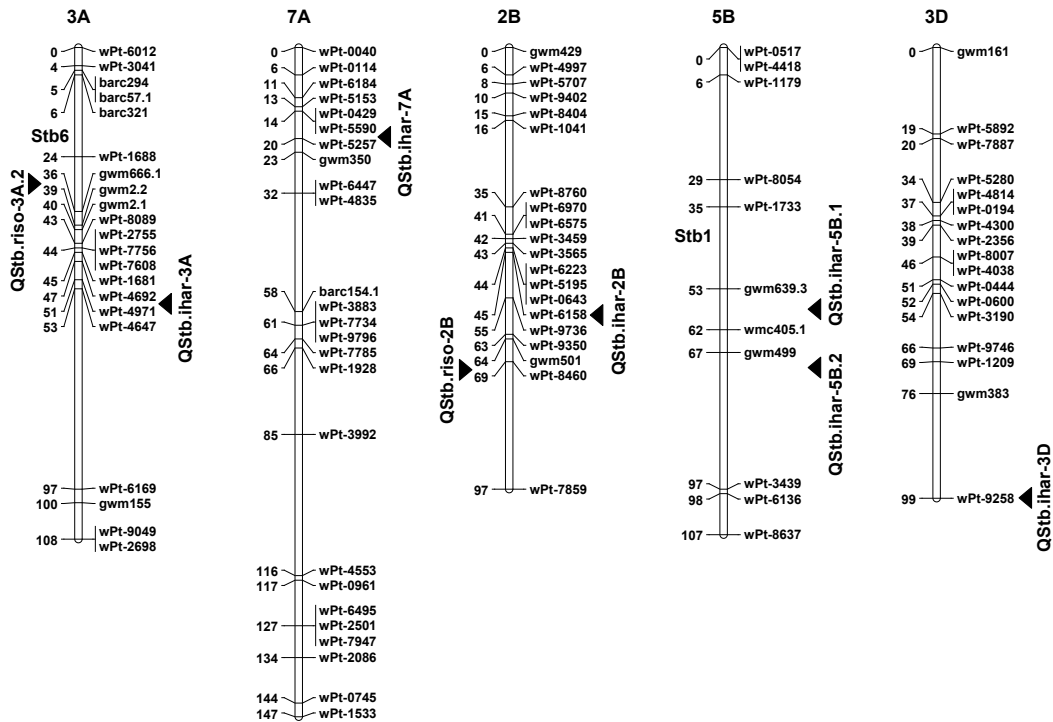 3A
0 wPt-6012
4 wPt-3041
5 barc294
barc57.1
6 barc321
Stb6
24 wPt-1688
36 gwm666.1
39 gwm2.2
40 gwm2.1
43 wPt-8089
44 wPt-2755
wPt-7756
wPt-7608
45 wPt-1681
47 wPt-4692
51 wPt-4971
53 wPt-4647
97 wPt-6169
100 gwm155
108 wPt-9049
wPt-2698
QStb.riso-3A.2
QStb.ihar-3A
7A
0 wPt-0040
6 wPt-0114
11 wPt-6184
13 wPt-5153
14 wPt-0429
wPt-5590
20 wPt-5257
23 gwm350
32 wPt-6447
wPt-4835
58 barc154.1
61 wPt-3883
wPt-7734
wPt-9796
64 wPt-7785
66 wPt-1928
85 wPt-3992
116 wPt-4553
117 wPt-0961
127 wPt-6495
wPt-2501
wPt-7947
134 wPt-2086
144 wPt-0745
147 wPt-1533
QStb.ihar-7A
2B
0 gwm429
6 wPt-4997
8 wPt-5707
10 wPt-9402
15 wPt-8404
16 wPt-1041
35 wPt-8760
41 wPt-6970
wPt-6575
42 wPt-3459
43 wPt-3565
44 wPt-6223
wPt-5195
wPt-0643
45 wPt-6158
55 wPt-9736
63 wPt-9350
64 gwm501
69 wPt-8460
97 wPt-7859
QStb.riso-2B
QStb.ihar-2B
5B
0 wPt-0517
wPt-4418
6 wPt-1179
29 wPt-8054
35 wPt-1733
Stb1
53 gwm639.3
62 wmc405.1
67 gwm499
97 wPt-3439
98 wPt-6136
107 wPt-8637
QStb.ihar-5B.1
QStb.ihar-5B.2
3D
0 gwm161
19 wPt-5892
20 wPt-7887
34 wPt-5280
37 wPt-4814
wPt-0194
38 wPt-4300
39 wPt-2356
46 wPt-8007
wPt-4038
51 wPt-0444
52 wPt-0600
54 wPt-3190
66 wPt-9746
69 wPt-1209
76 gwm383
99 wPt-9258
QStb.ihar-3D